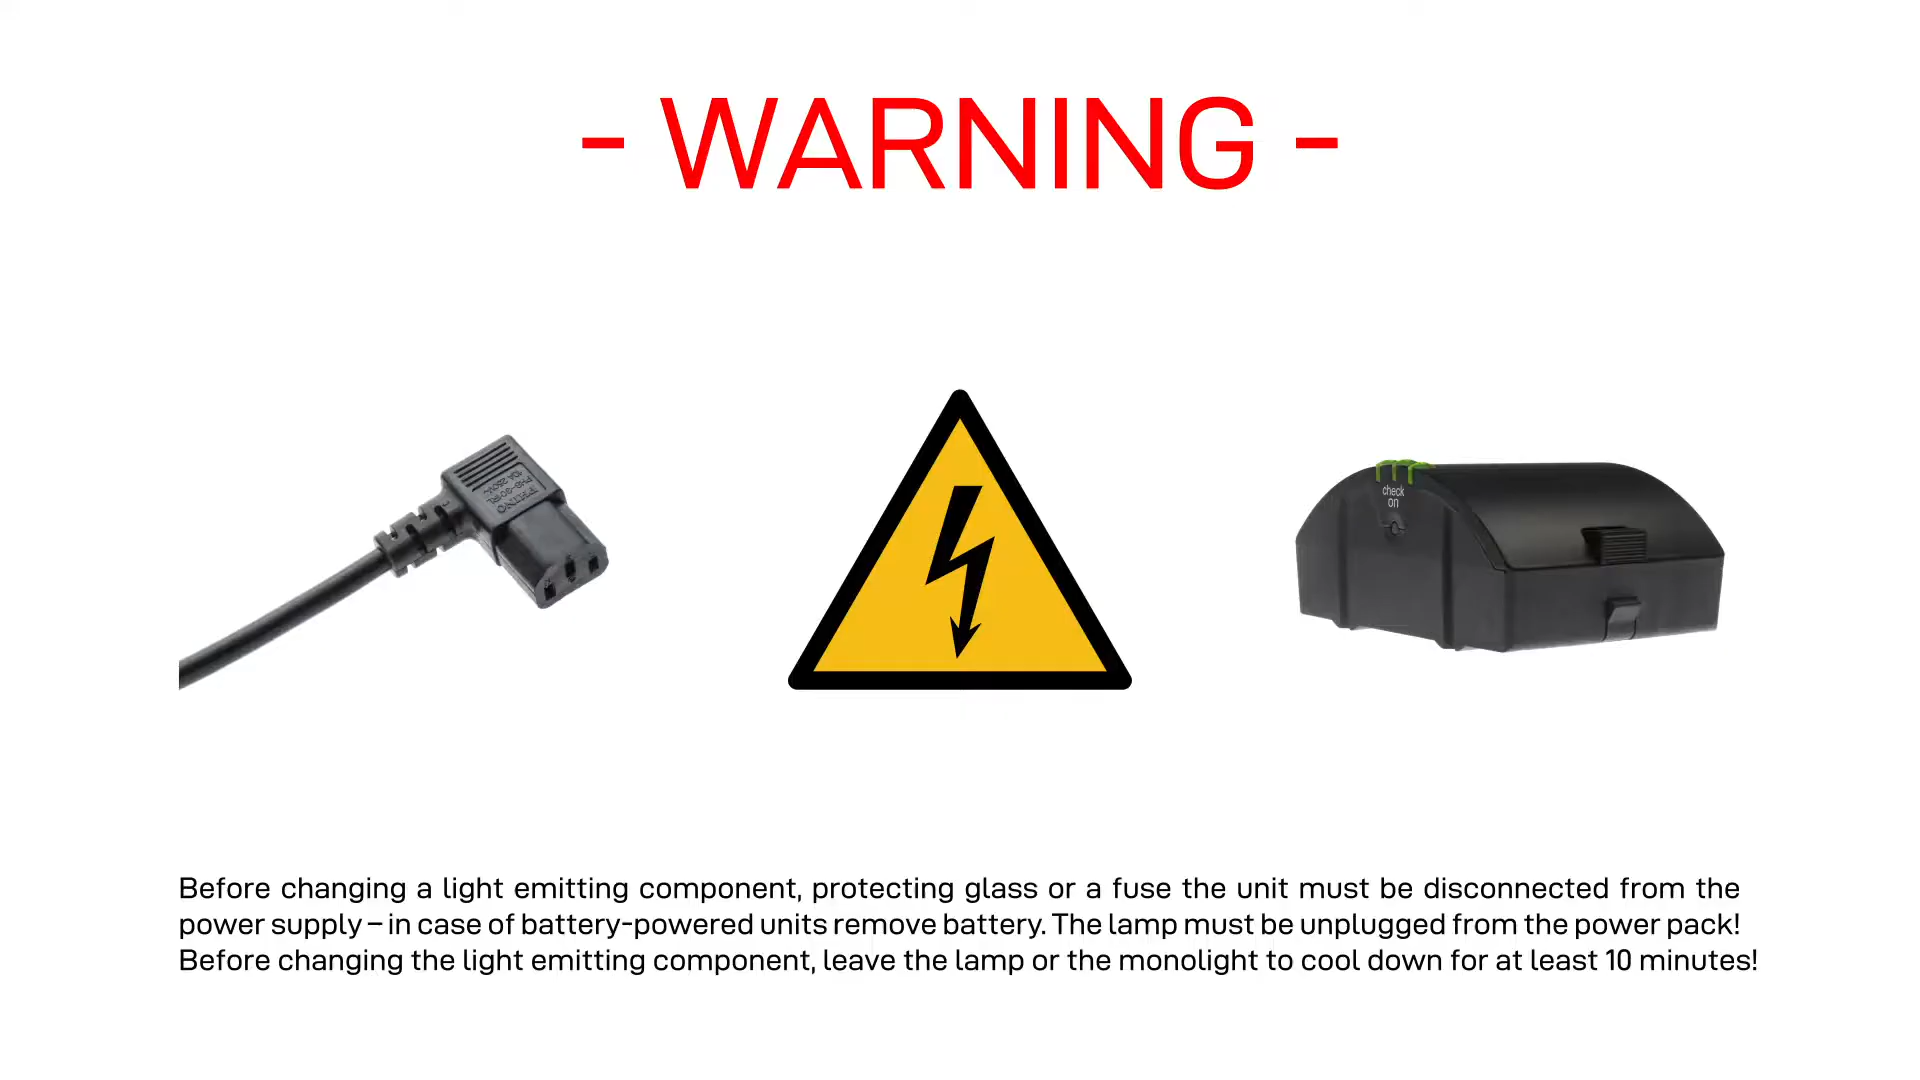 - WARNING -
check
on
Before changing a light emitting component, protecting glass or a fuse the unit must be disconnected from the
power supply – in case of battery-powered units remove battery. The lamp must be unplugged from the power pack!
Before changing the light emitting component, leave the lamp or the monolight to cool down for at least 10 minutes!